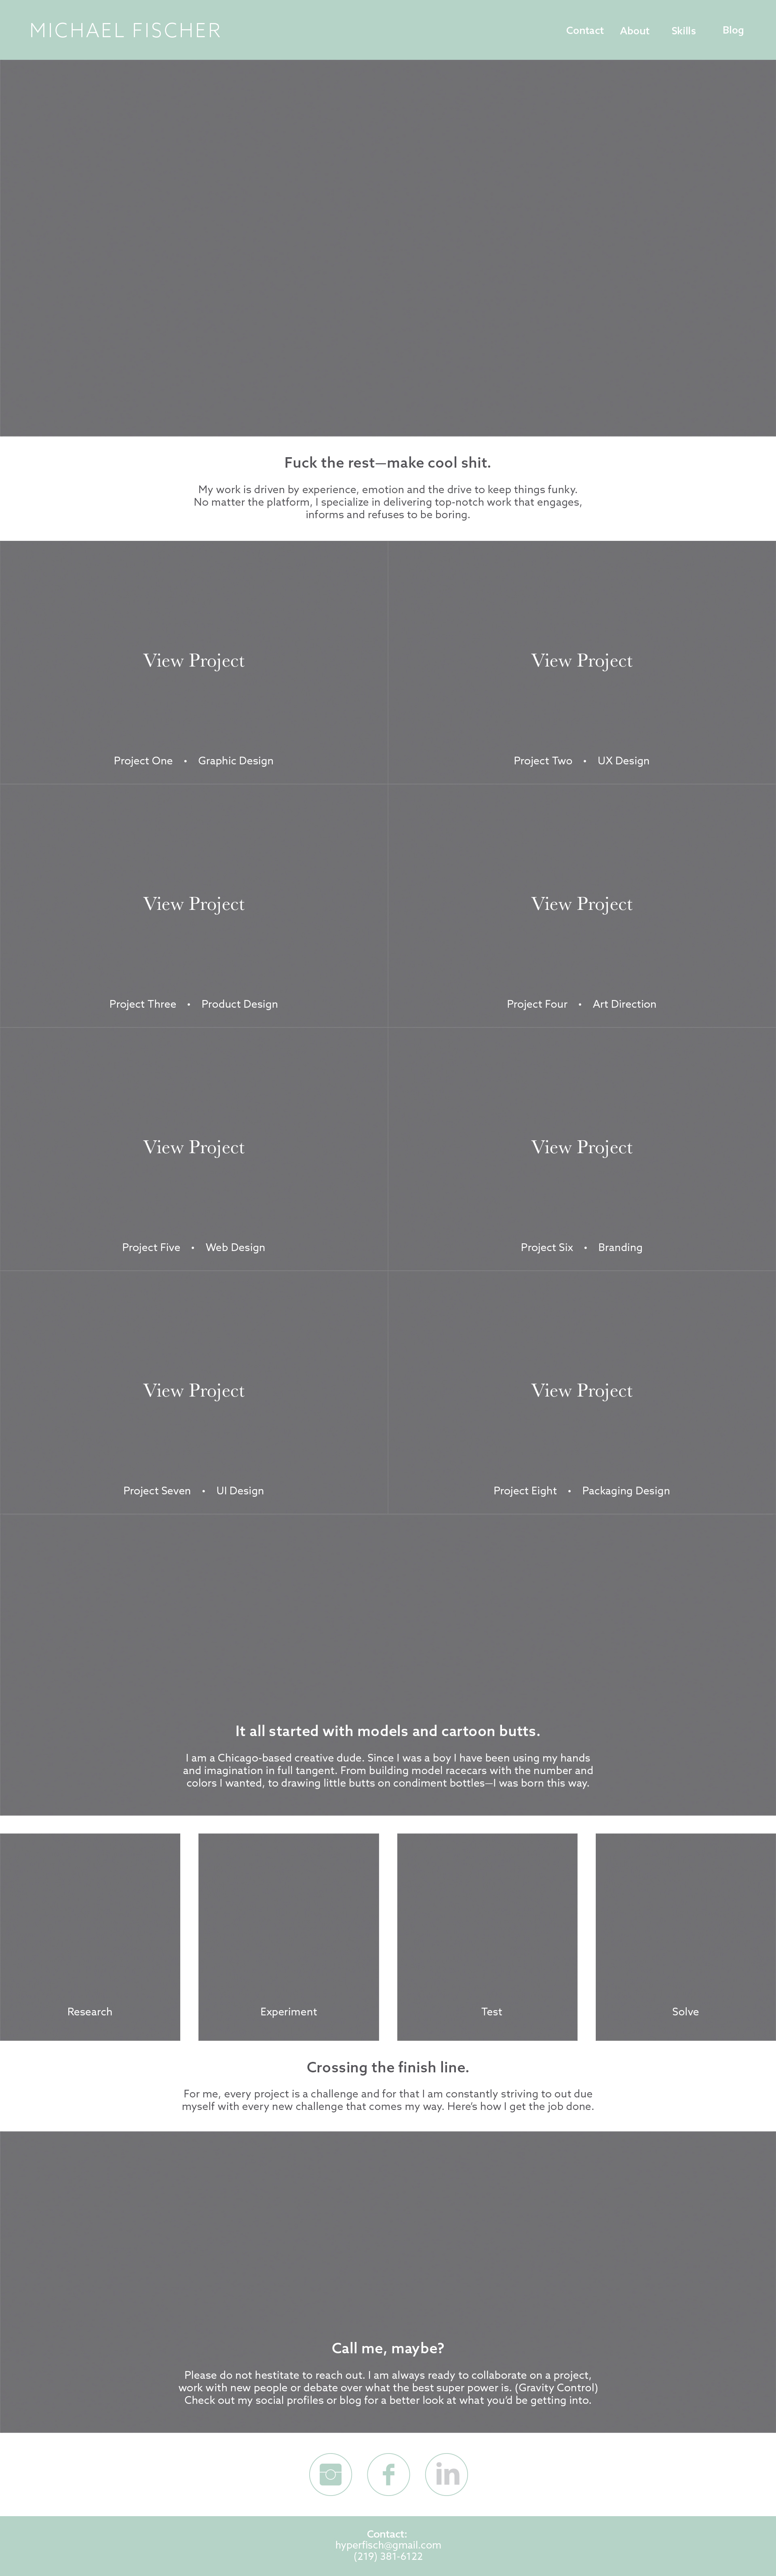 MICHAEL FISCHER
Contact About Skills Blog
Fuck the rest—make cool shit.
My work is driven by experience, emotion and the drive to keep things funky.
No matter the platform, I specialize in delivering top-notch work that engages,
informs and refuses to be boring.
View Project
Project One • Graphic Design
View Project
Project Two • UX Design
View Project
Project Three • Product Design
View Project
Project Four • Art Direction
View Project
Project Five • Web Design
View Project
Project Six • Branding
View Project
Project Seven • UI Design
View Project
Project Eight • Packaging Design
It all started with models and cartoon butts.
I am a Chicago-based creative dude. Since I was a boy I have been using my hands
and imagination in full tangent. From building model racecars with the number and
colors I wanted, to drawing little butts on condiment bottles—I was born this way.
Research
Experiment
Test
Solve
Crossing the finish line.
For me, every project is a challenge and for that I am constantly striving to out due
myself with every new challenge that comes my way. Here's how I get the job done.
Call me, maybe?
Please do not hestitate to reach out. I am always ready to collaborate on a project,
work with new people or debate over what the best super power is. (Gravity Control)
Check out my social profiles or blog for a better look at what you'd be getting into.
f
in
Contact:
hyperfisch@gmail.com
(219) 381-6122